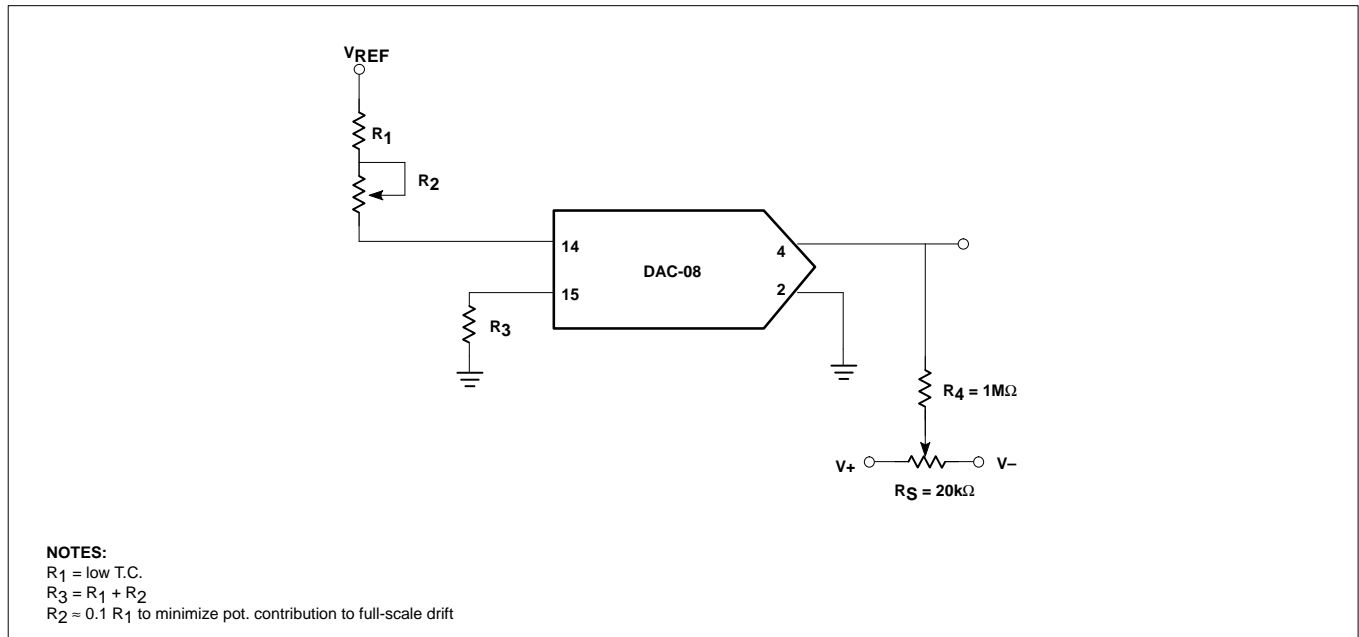 VREF
R1
R2
14
4
DAC-08
15
2
R3
R4 = 1MΩ
V+
V–
RS = 20kΩ
NOTES:
R1 = low T.C.
R3 = R1 + R2
R2 ≈ 0.1 R1 to minimize pot. contribution to full-scale drift